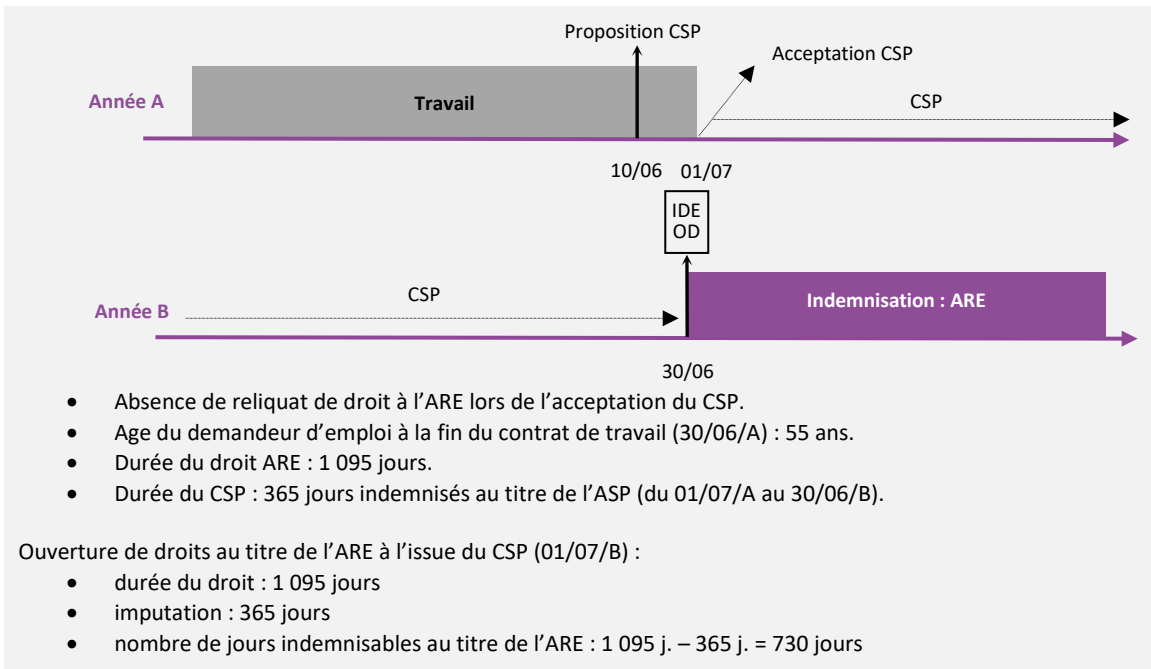 Proposition CSP
Acceptation CSP
Année A
Travail
CSP
10/06
01/07
IDE
OD
Année B
CSP
Indemnisation : ARE
30/06
• Absence de reliquat de droit à l’ARE lors de l’acceptation du CSP.
• Age du demandeur d’emploi à la fin du contrat de travail (30/06/A) : 55 ans.
• Durée du droit ARE : 1 095 jours.
• Durée du CSP : 365 jours indemnisés au titre de l’ASP (du 01/07/A au 30/06/B).
Ouverture de droits au titre de l’ARE à l’issue du CSP (01/07/B) :
• durée du droit : 1 095 jours
• imputation : 365 jours
• nombre de jours indemnisables au titre de l’ARE : 1 095 j. – 365 j. = 730 jours